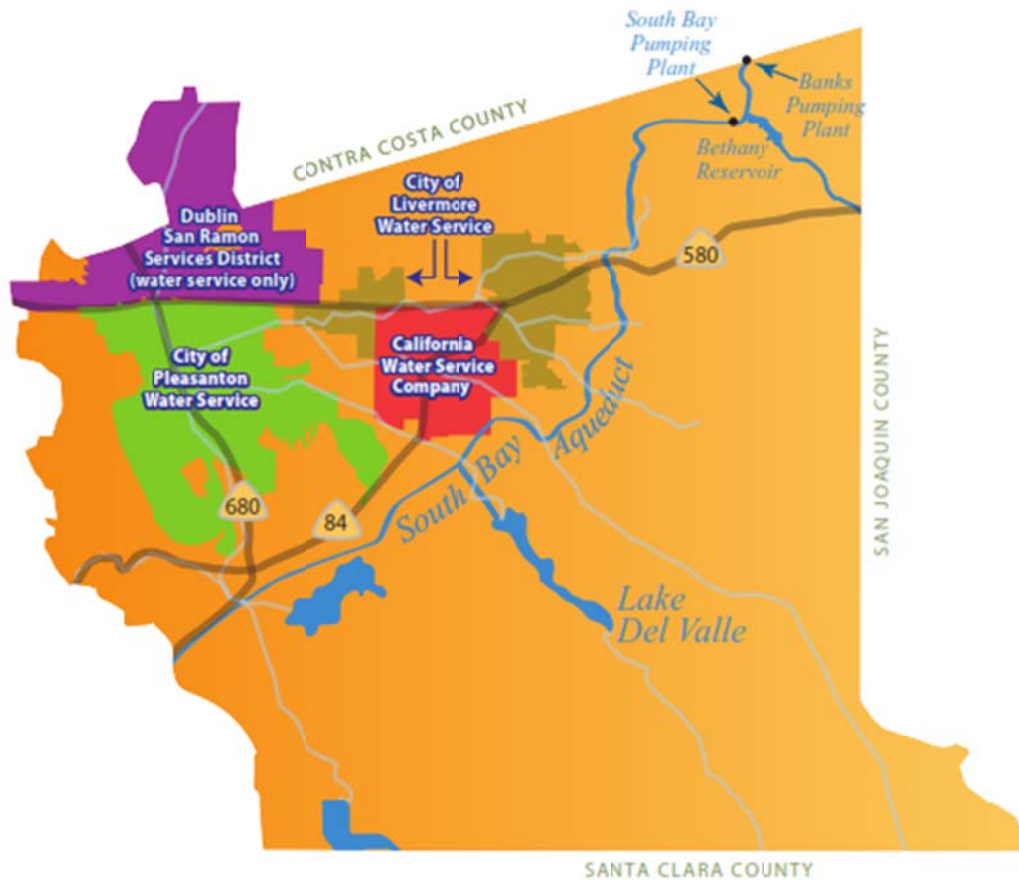 South Bay
Pumping
Plant
Banks
Pumping
Plant
Bethany
Reservoir
CONTRA COSTA COUNTY
City of
Livermore
Water Service
Dublin
San Ramon
Services District
(water service only)
580
City of
Pleasanton
Water Service
California
Water Service
Company
South Bay Aqueduct
SAN JOAQUIN COUNTY
680
84
Lake
Del Valle
SANTA CLARA COUNTY